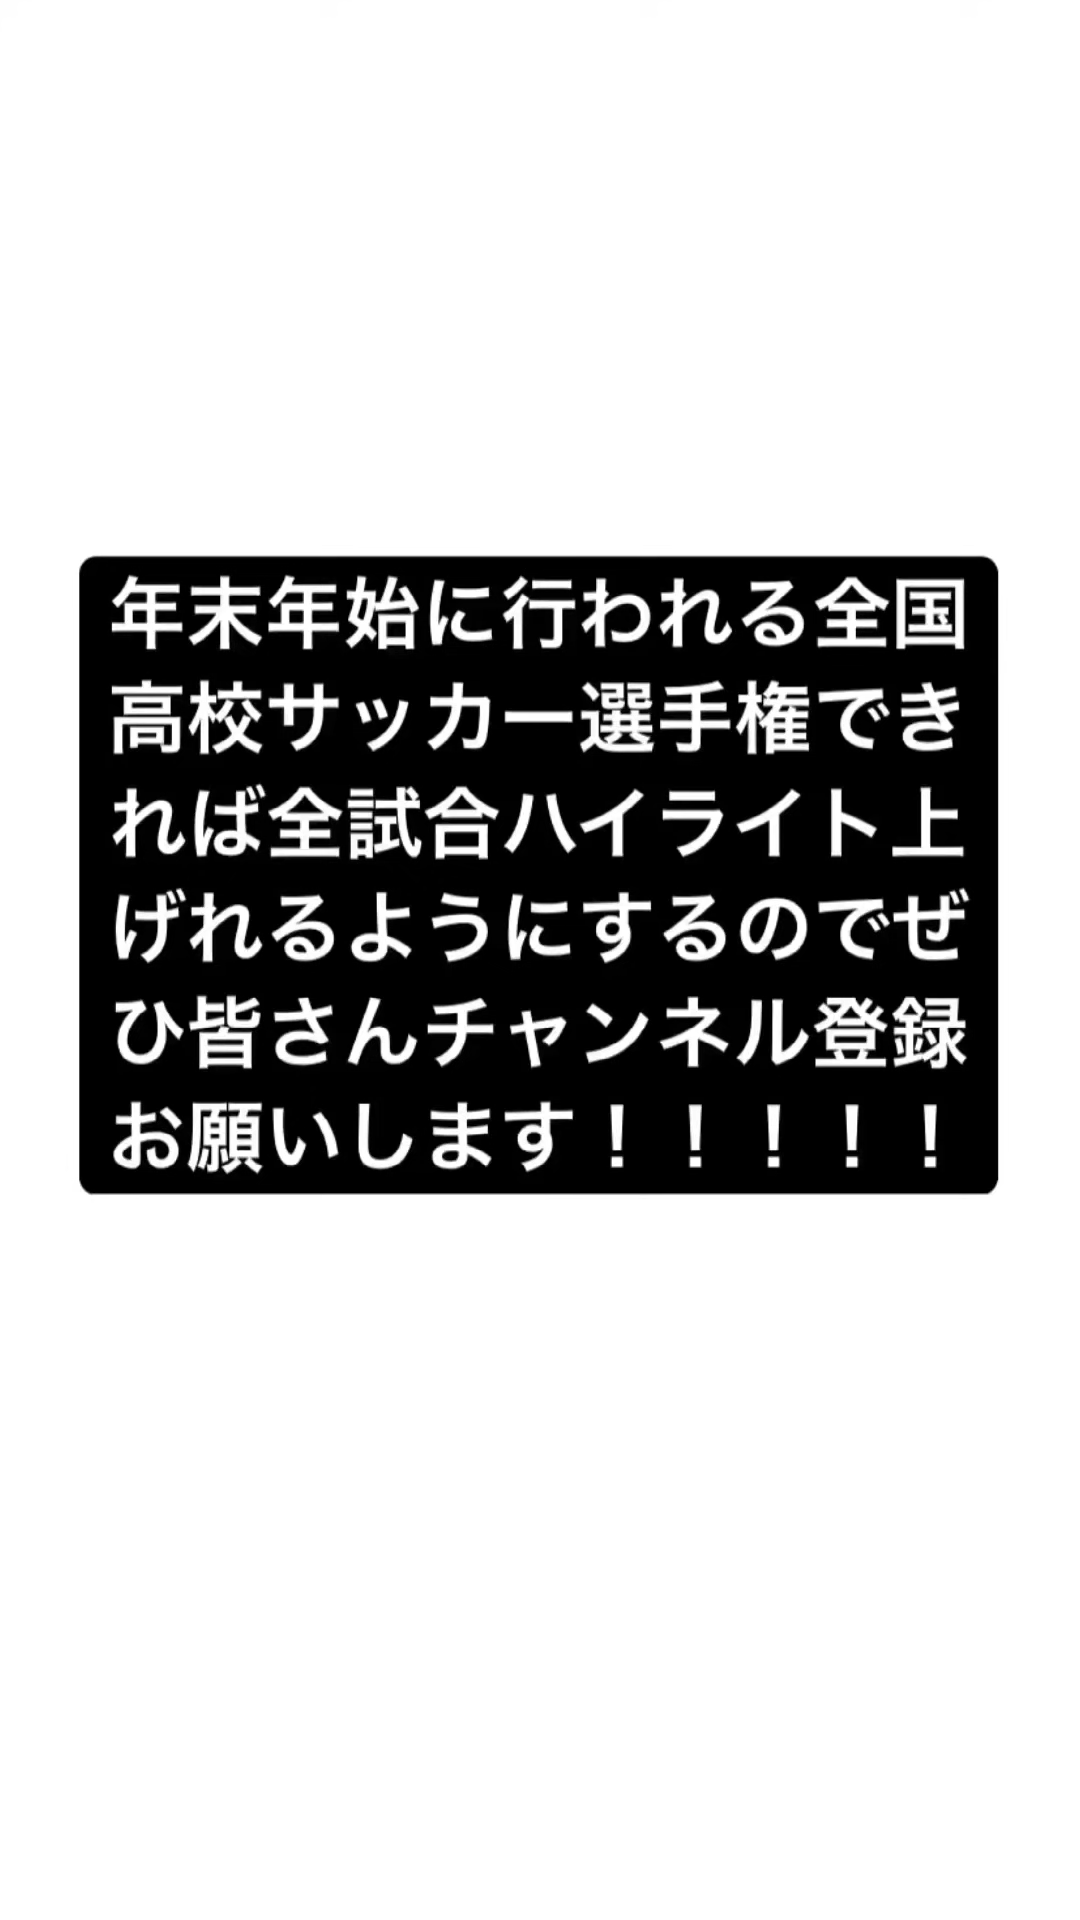 年末年始に行われる全国
高校サッカー選手権でき
れば全試合ハイライト上
げれるようにするのでぜ
ひ皆さんチャンネル登録
お願いします！！！！！